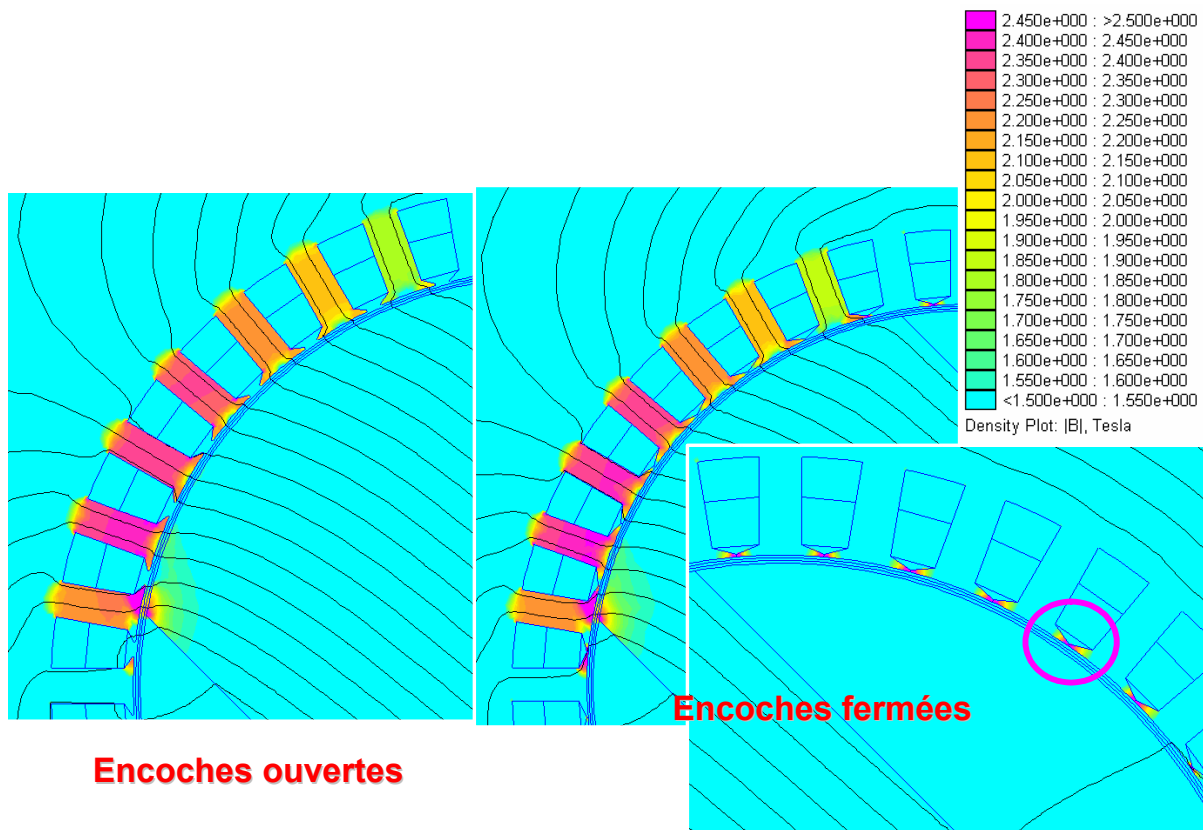 2.450e+000 : >2.500e+000
2.400e+000 : 2.450e+000
2.350e+000 : 2.400e+000
2.300e+000 : 2.350e+000
2.250e+000 : 2.300e+000
2.200e+000 : 2.250e+000
2.150e+000 : 2.200e+000
2.100e+000 : 2.150e+000
2.050e+000 : 2.100e+000
2.000e+000 : 2.050e+000
1.950e+000 : 2.000e+000
1.900e+000 : 1.950e+000
1.850e+000 : 1.900e+000
1.800e+000 : 1.850e+000
1.750e+000 : 1.800e+000
1.700e+000 : 1.750e+000
1.650e+000 : 1.700e+000
1.600e+000 : 1.650e+000
1.550e+000 : 1.600e+000
<1.500e+000 : 1.550e+000
Density Plot: |B|, Tesla
Encoches fermées
Encoches ouvertes